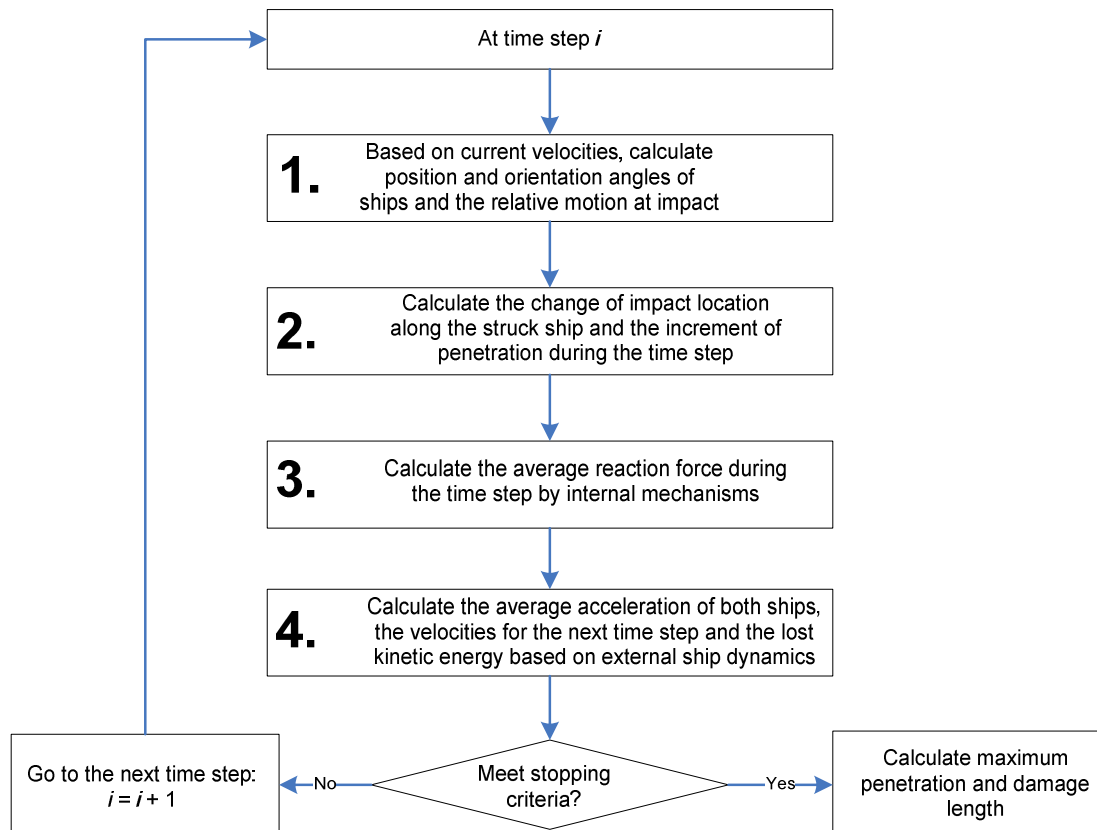 At time step i
1.
Based on current velocities, calculate
position and orientation angles of
ships and the relative motion at impact
2.
Calculate the change of impact location
along the struck ship and the increment of
penetration during the time step
3.
Calculate the average reaction force during
the time step by internal mechanisms
4.
Calculate the average acceleration of both ships,
the velocities for the next time step and the lost
kinetic energy based on external ship dynamics
Go to the next time step:
i = i + 1
No
Meet stopping
criteria?
Yes
Calculate maximum
penetration and damage
length